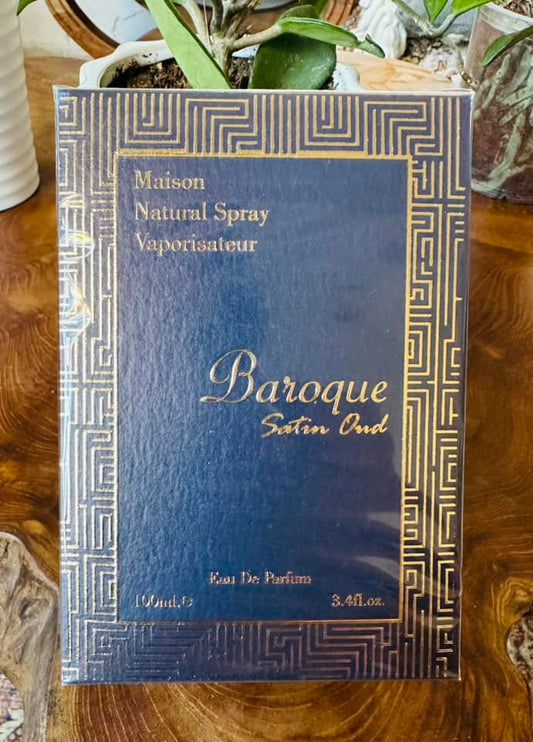 Maison
Natural Spray
Vaporisateur
Baroque
Satin Oud
Eau De Parfum
100ml.℮ 3.4fl.oz.